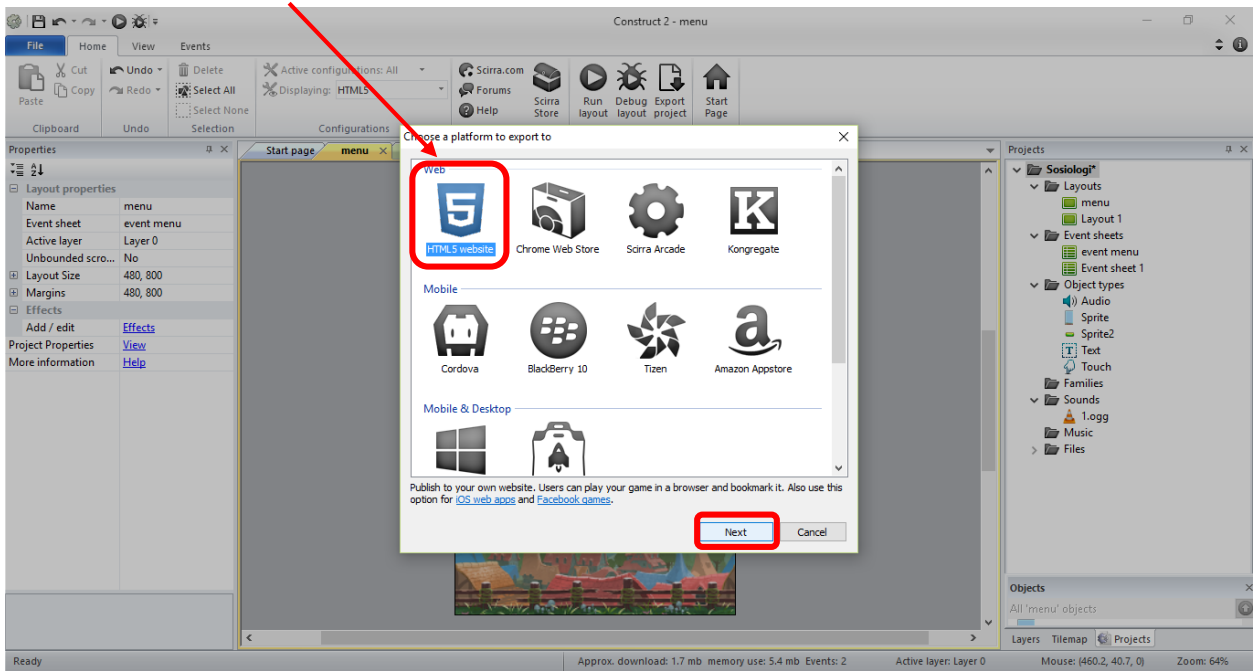 Construct 2 - menu
File Home View Events
Paste
Cut
Copy
Clipboard
Undo
Redo
Undo
Delete
Select All
Select None
Selection
Active configurations: All
Displaying: HTML5
Configurations
Scirra.com
Forums
Help
Scirra Store
Run layout
Debug layout
Export project
Start Page
Properties
Layout properties
Name menu
Event sheet event menu
Active layer Layer 0
Unbounded scro... No
Layout Size 480, 800
Margins 480, 800
Effects
Add / edit Effects
Project Properties View
More information Help
Start page menu
Choose a platform to export to
Web
HTML5 website Chrome Web Store Scirra Arcade Kongregate
Mobile
Cordova BlackBerry 10 Tizen Amazon Appstore
Mobile & Desktop
Publish to your own website. Users can play your game in a browser and bookmark it. Also use this
option for iOS web apps and Facebook games.
Next Cancel
Projects
Sosiologi*
Layouts
menu
Layout 1
Event sheets
event menu
Event sheet 1
Object types
Audio
Sprite
Sprite2
T Text
Touch
Families
Sounds
1.ogg
Music
Files
Objects
All 'menu' objects
Layers Tilemap Projects
Ready
Approx. download: 1.7 mb memory use: 5.4 mb Events: 2
Active layer: Layer 0
Mouse: (460.2, 40.7, 0)
Zoom: 64%